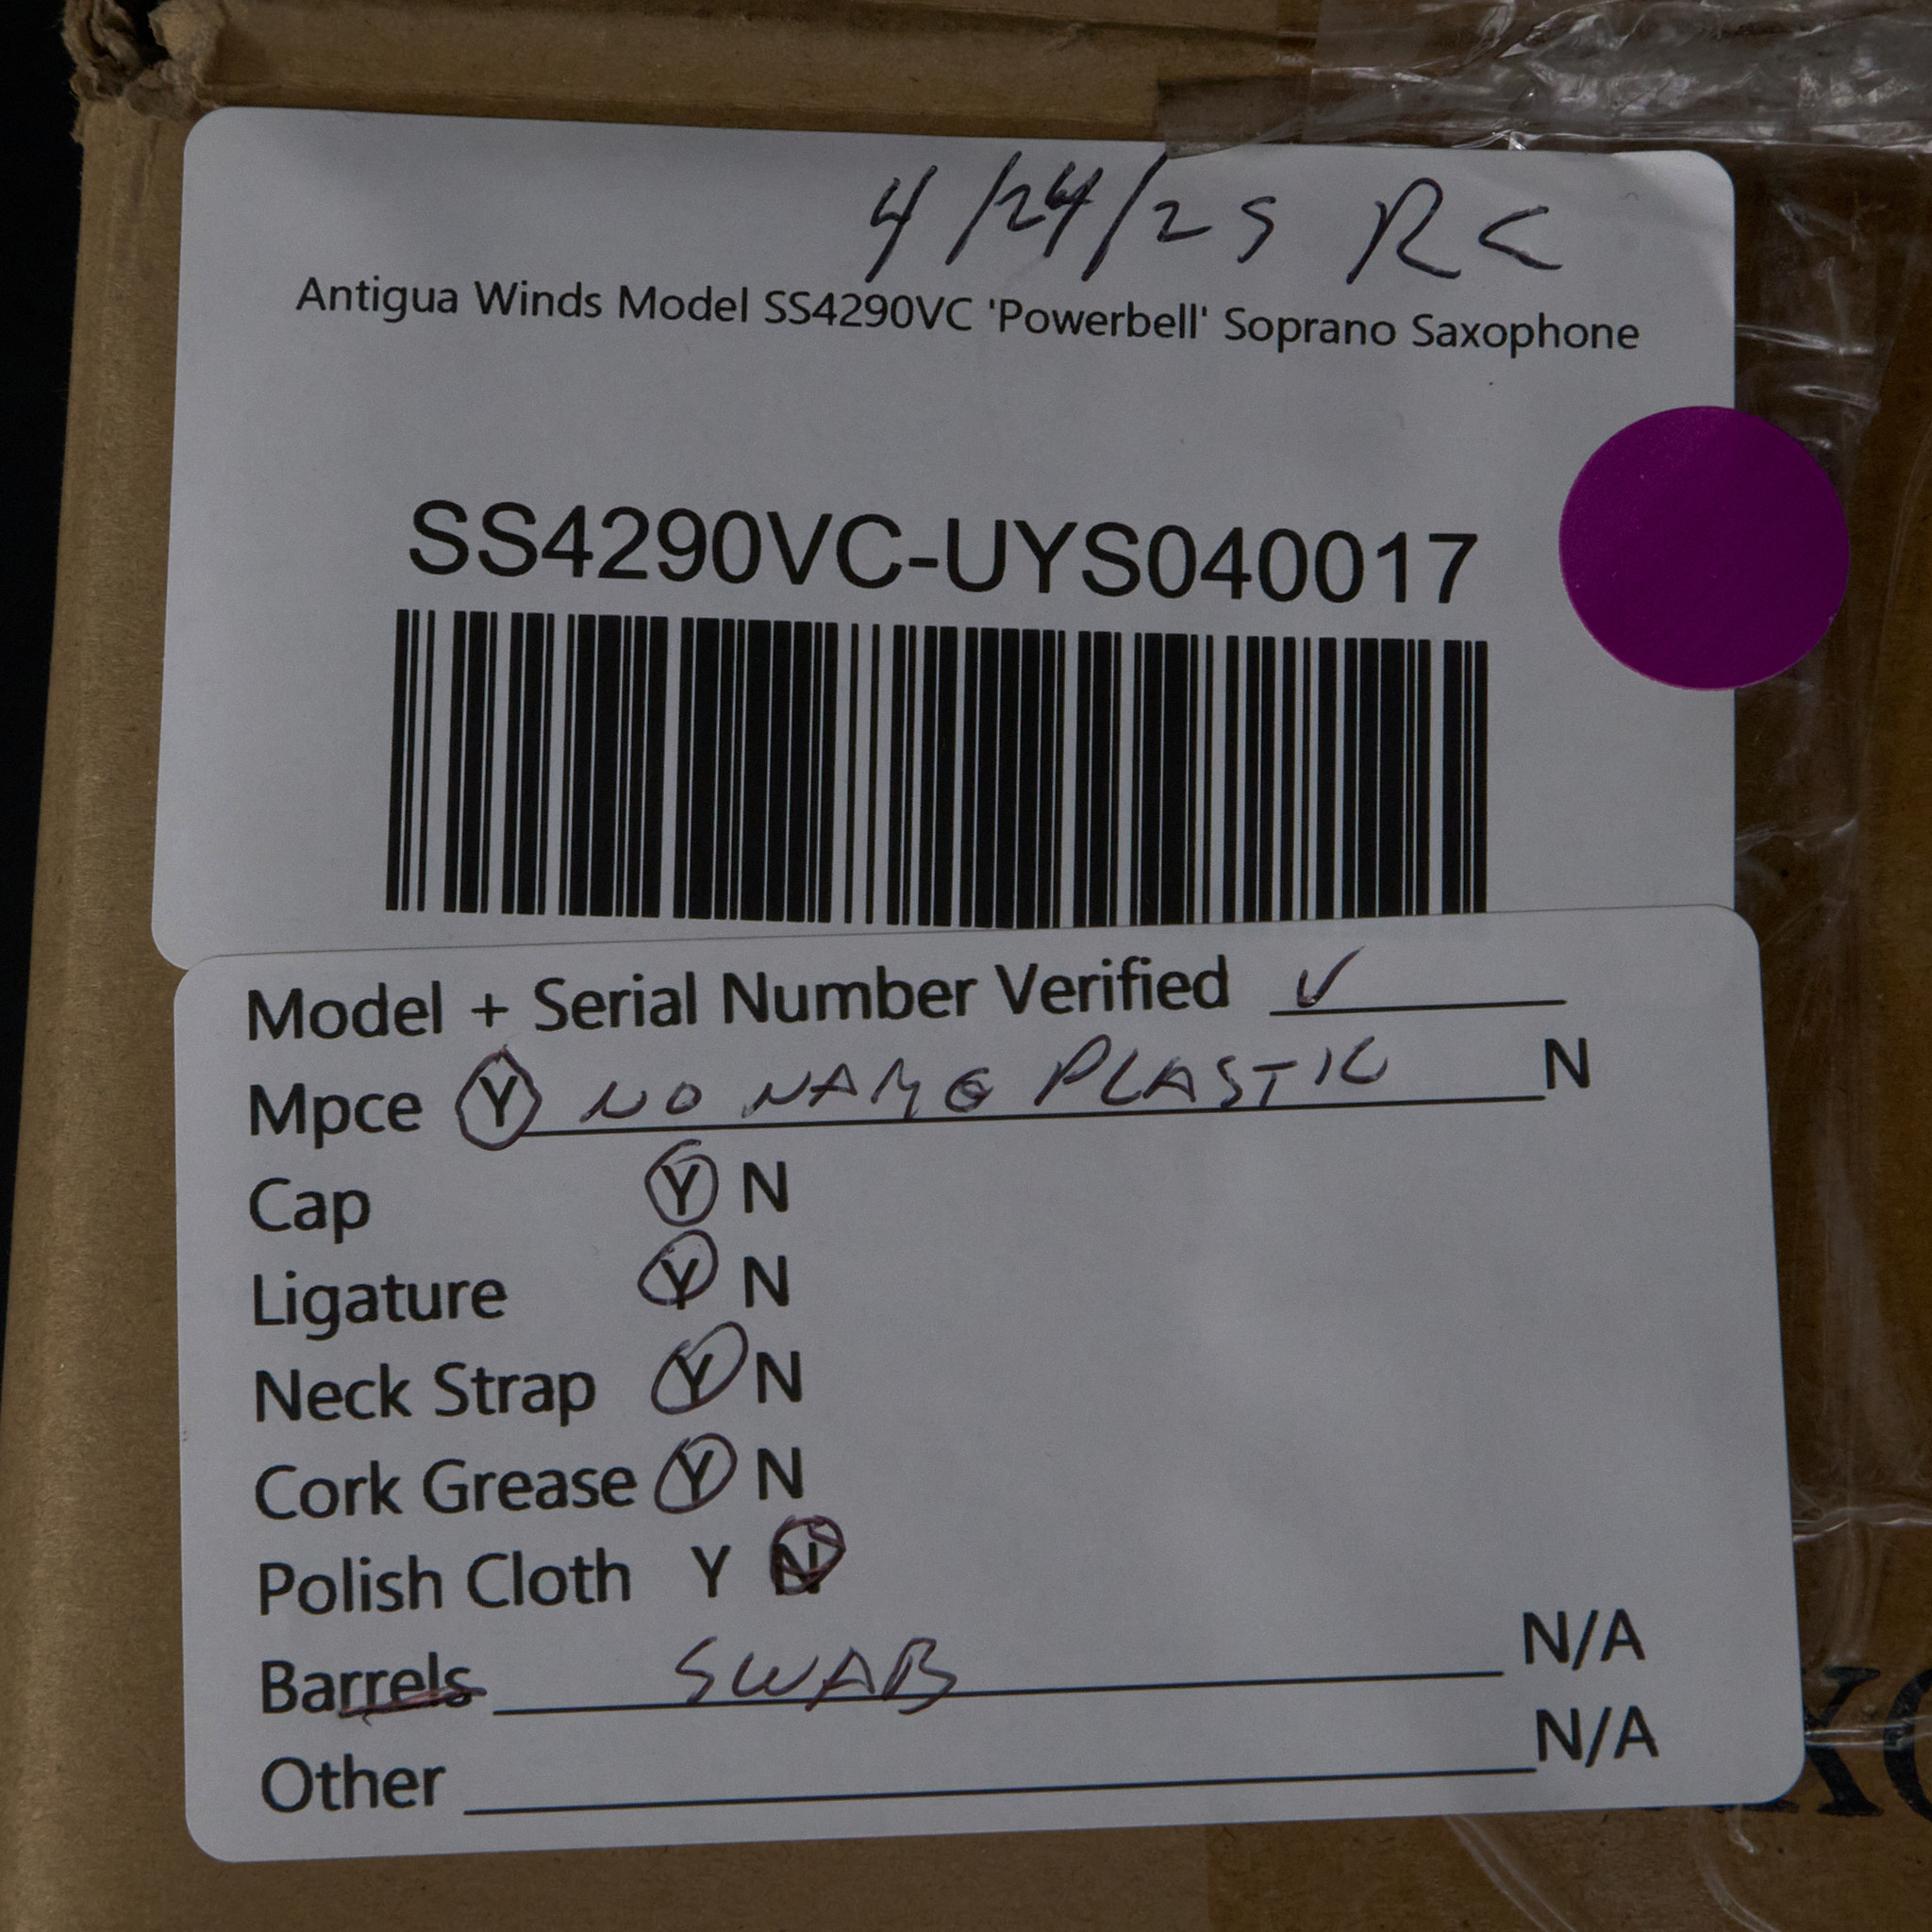 4/24/25 RC
Antigua Winds Model SS4290VC 'Powerbell' Soprano Saxophone
SS4290VC-UYS040017
Model + Serial Number Verified ✓
Mpce Y NO NAME PLASTIC N
Cap Y N
Ligature Y N
Neck Strap Y N
Cork Grease Y N
Polish Cloth Y N
Barrels SWAB N/A
Other N/A